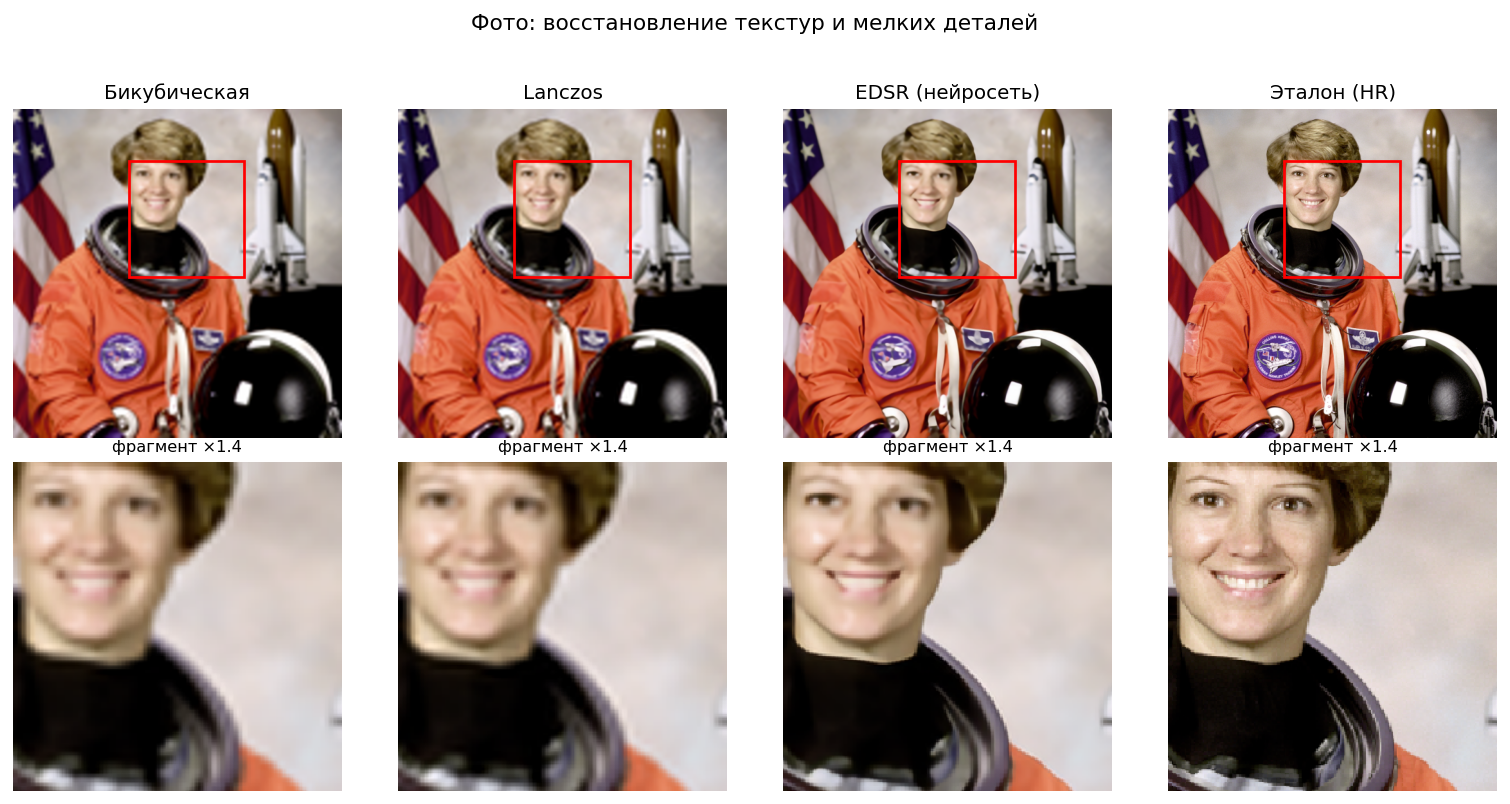 Фото: восстановление текстур и мелких деталей
Бикубическая
Lanczos
EDSR (нейросеть)
Эталон (HR)
фрагмент ×1.4
фрагмент ×1.4
фрагмент ×1.4
фрагмент ×1.4